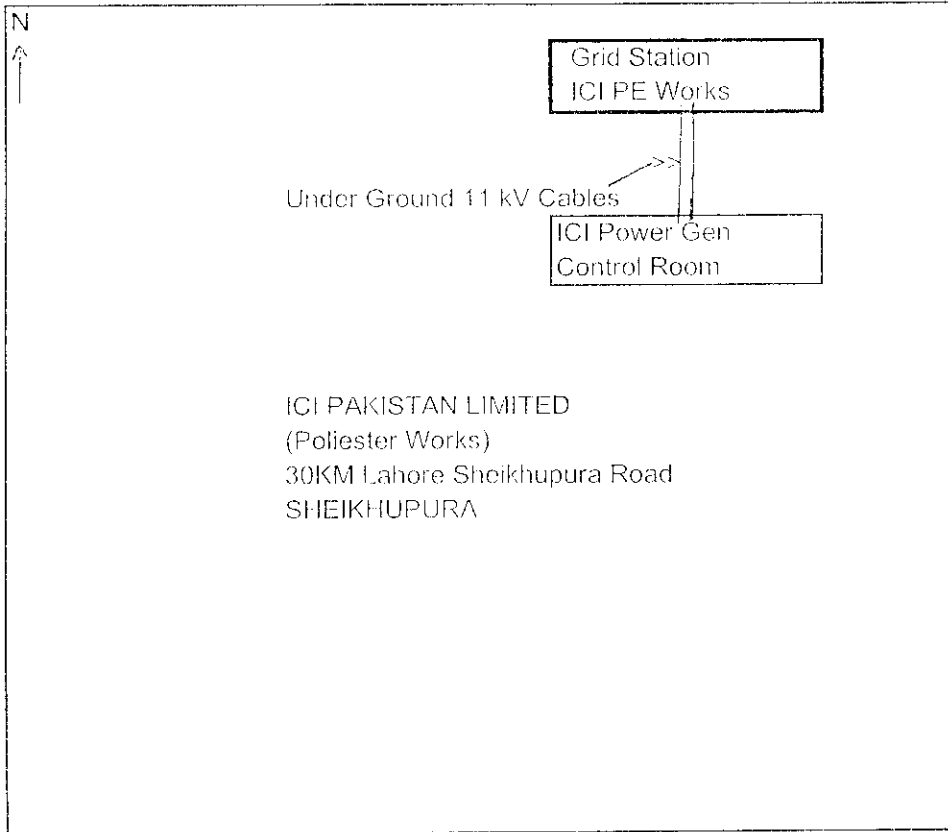 N
Grid Station
ICI PE Works
Under Ground 11 kV Cables
ICI Power Gen
Control Room
ICI PAKISTAN LIMITED
(Poliester Works)
30KM Lahore Sheikhupura Road
SHEIKHUPURA